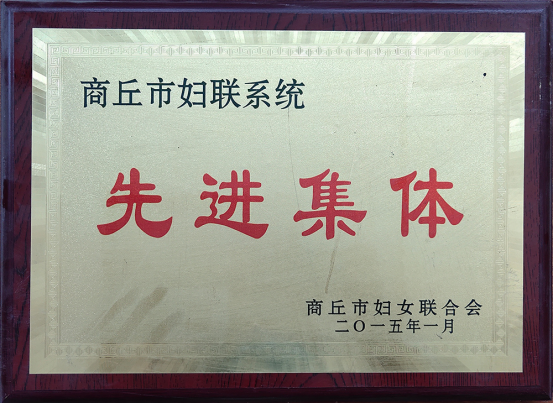 商丘市妇联系统
先进集体
商丘市妇女联合会
二〇一五年一月